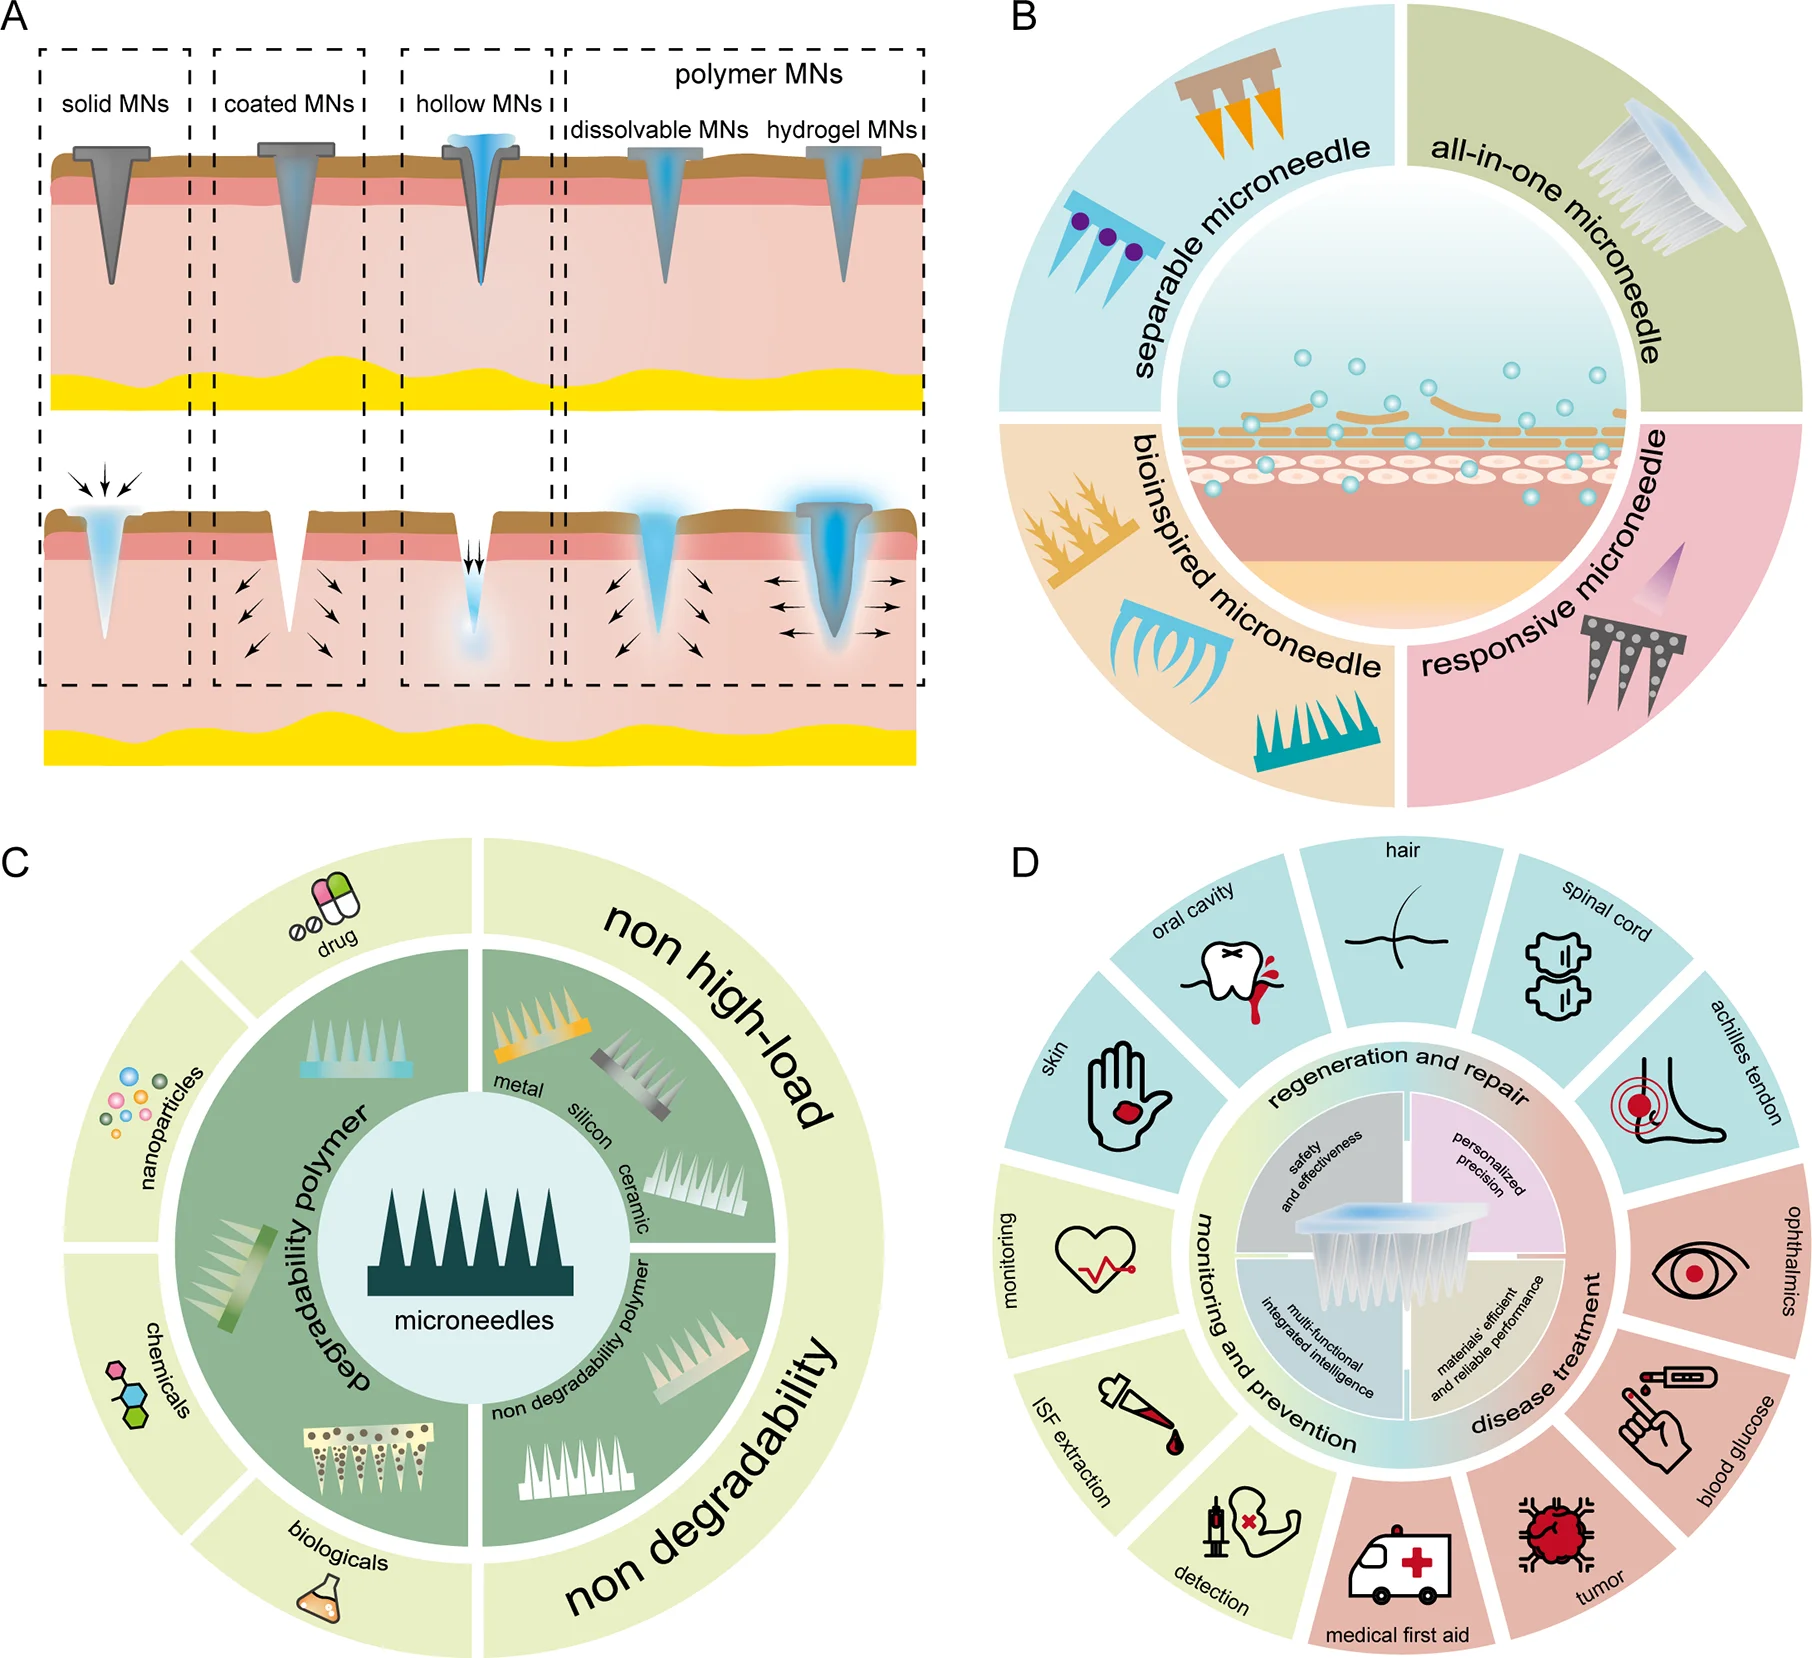 A
polymer MNs
solid MNs
coated MNs
hollow MNs
dissolvable MNs
hydrogel MNs
B
separable microneedle
all-in-one microneedle
bioinspired microneedle
responsive microneedle
C
drug
nanoparticles
chemicals
biologicals
non high-load
non degradability
degradability polymer
metal
silicon
ceramic
non degradability polymer
microneedles
D
hair
oral cavity
spinal cord
skin
achilles tendon
monitoring
ophthalmics
ISF extraction
blood glucose
detection
tumor
medical first aid
regeneration and repair
monitoring and prevention
disease treatment
safety
and effectiveness
personalized
precision
multi-functional
integrated intelligence
materials' efficient
and reliable performance